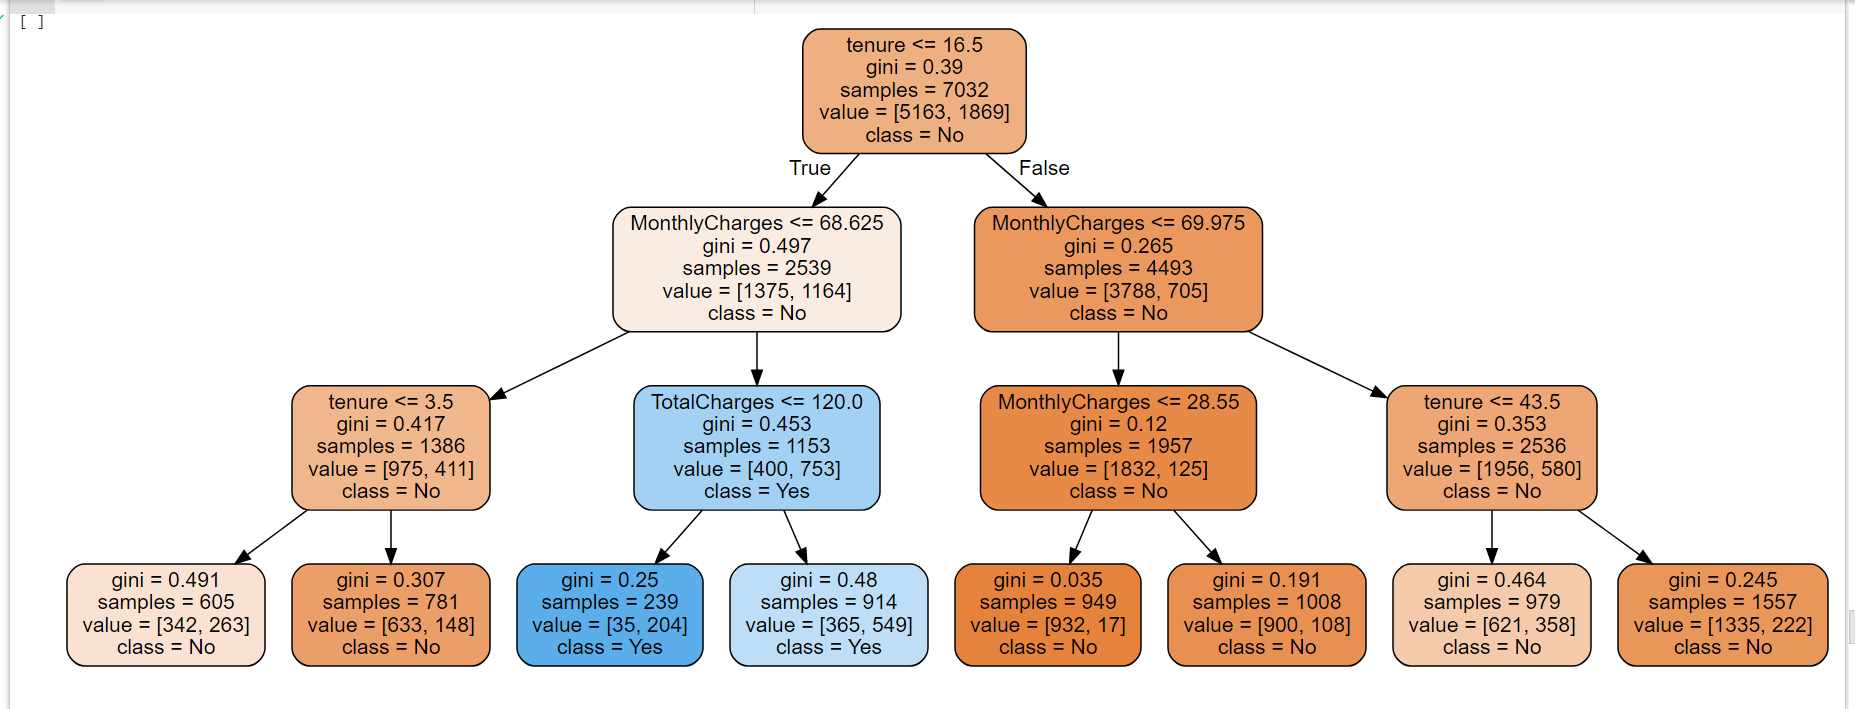 [ ]
tenure <= 16.5
gini = 0.39
samples = 7032
value = [5163, 1869]
class = No
True
False
MonthlyCharges <= 68.625
gini = 0.497
samples = 2539
value = [1375, 1164]
class = No
MonthlyCharges <= 69.975
gini = 0.265
samples = 4493
value = [3788, 705]
class = No
tenure <= 3.5
gini = 0.417
samples = 1386
value = [975, 411]
class = No
TotalCharges <= 120.0
gini = 0.453
samples = 1153
value = [400, 753]
class = Yes
MonthlyCharges <= 28.55
gini = 0.12
samples = 1957
value = [1832, 125]
class = No
tenure <= 43.5
gini = 0.353
samples = 2536
value = [1956, 580]
class = No
gini = 0.491
samples = 605
value = [342, 263]
class = No
gini = 0.307
samples = 781
value = [633, 148]
class = No
gini = 0.25
samples = 239
value = [35, 204]
class = Yes
gini = 0.48
samples = 914
value = [365, 549]
class = Yes
gini = 0.035
samples = 949
value = [932, 17]
class = No
gini = 0.191
samples = 1008
value = [900, 108]
class = No
gini = 0.464
samples = 979
value = [621, 358]
class = No
gini = 0.245
samples = 1557
value = [1335, 222]
class = No